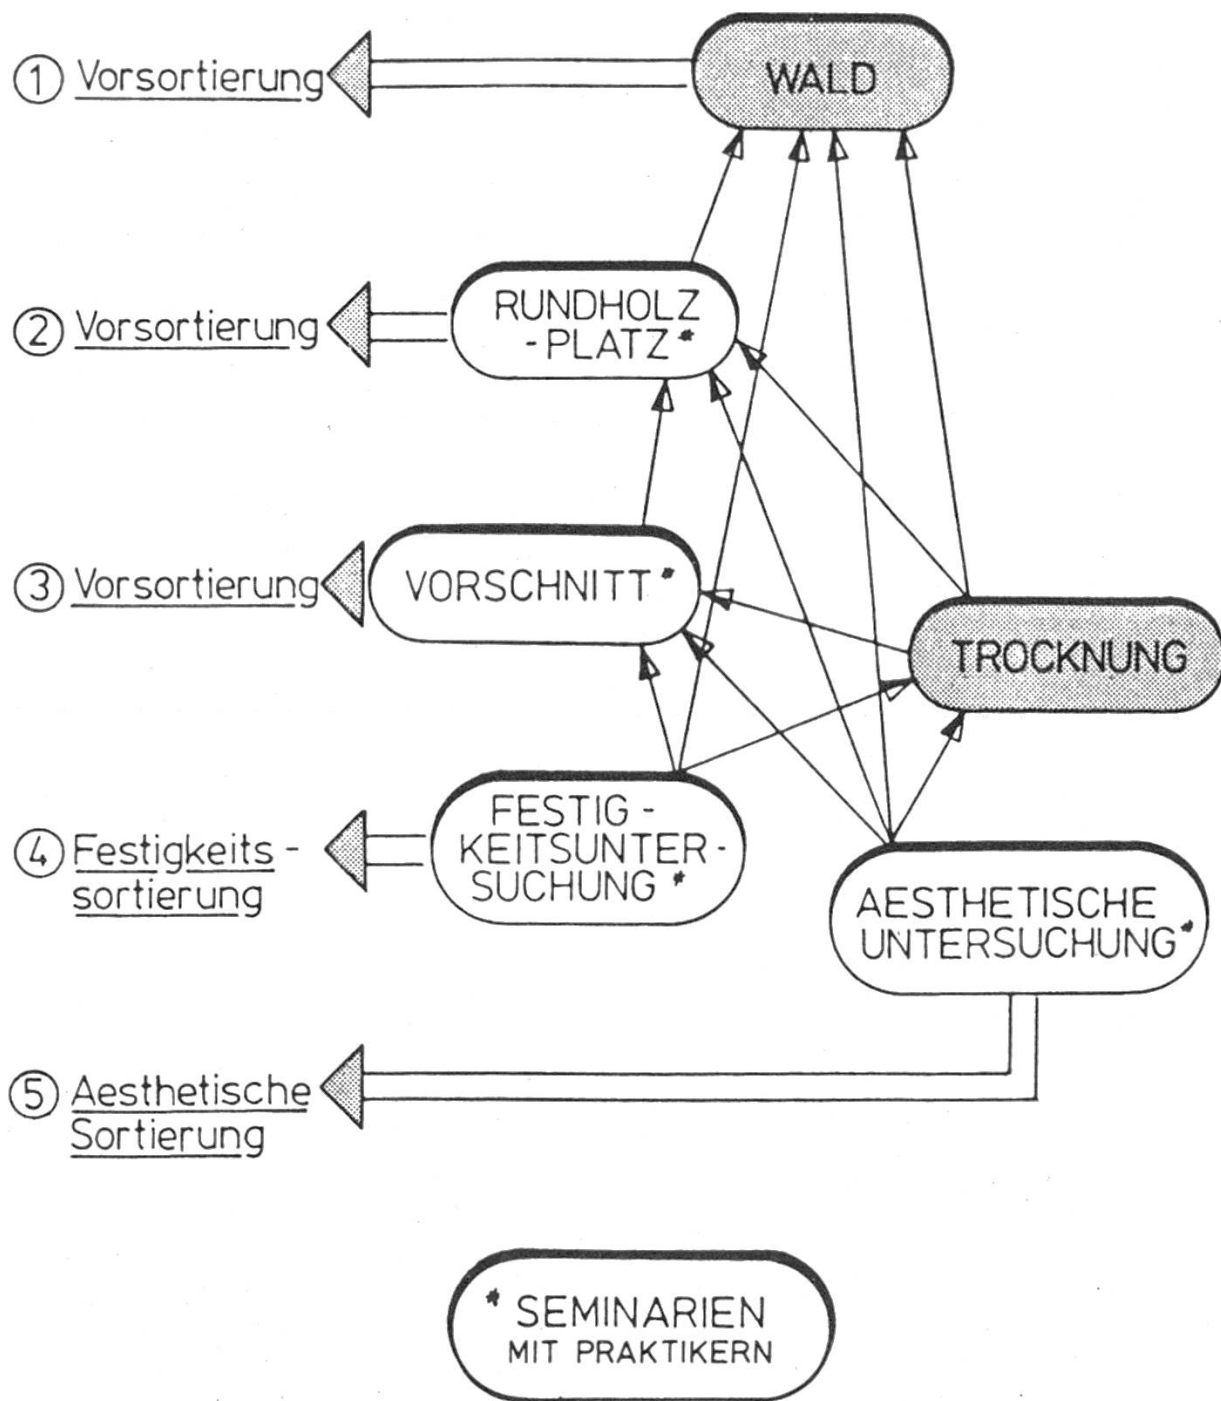 ① Vorsortierung
WALD
② Vorsortierung
RUNDHOLZ
-PLATZ*
③ Vorsortierung
VORSCHNITT*
TROCKNUNG
④ Festigkeits-
sortierung
FESTIG-
KEITSUNTER-
SUCHUNG*
AESTHETISCHE
UNTERSUCHUNG*
⑤ Aesthetische
Sortierung
* SEMINARIEN
MIT PRAKTIKERN